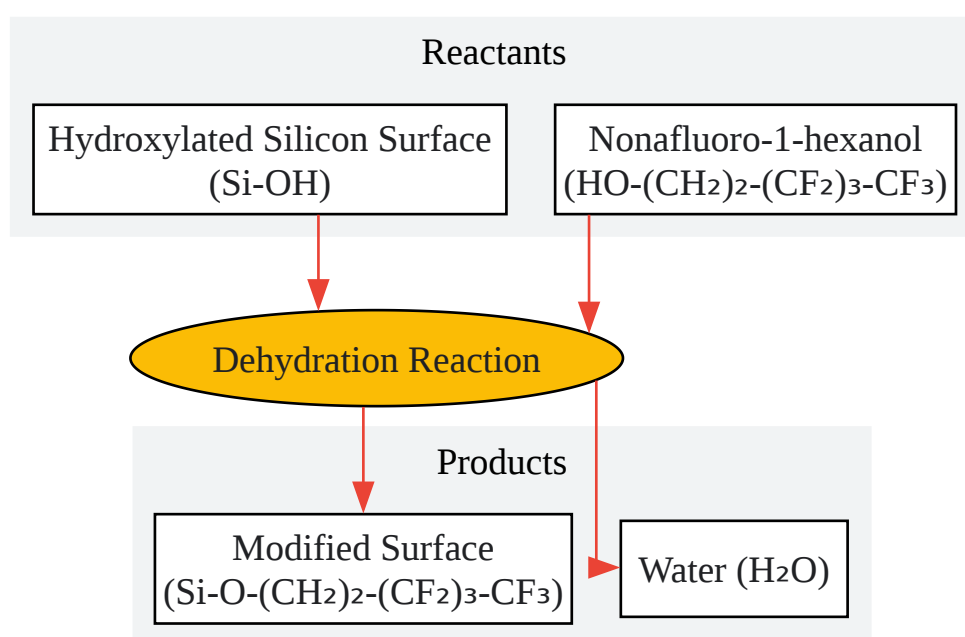 Reactants
Hydroxylated Silicon Surface
(Si-OH)
Nonafluoro-1-hexanol
(HO-(CH₂)₂-(CF₂)₃-CF₃)
Dehydration Reaction
Products
Modified Surface
(Si-O-(CH₂)₂-(CF₂)₃-CF₃)
Water (H₂O)